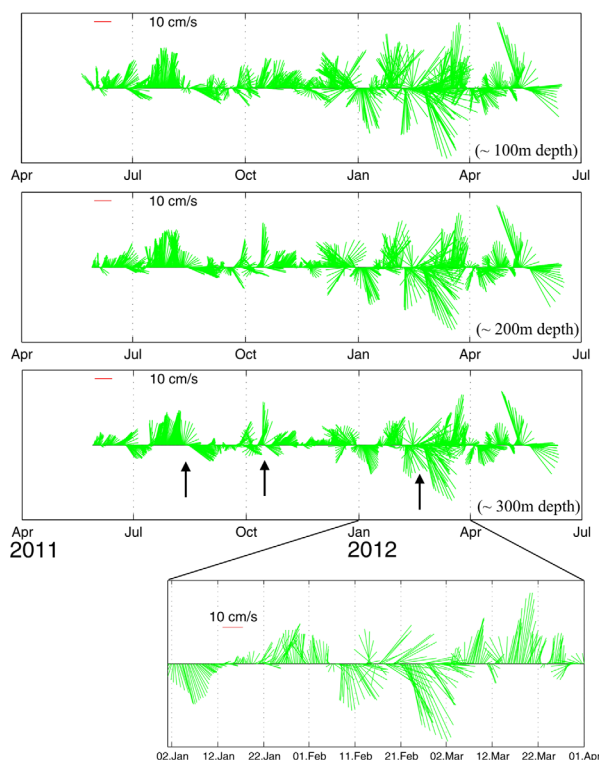 10 cm/s
(~ 100m depth)
Apr Jul Oct Jan Apr Jul
10 cm/s
(~ 200m depth)
Apr Jul Oct Jan Apr Jul
10 cm/s
(~ 300m depth)
Apr Jul Oct Jan Apr Jul
2011 2012
10 cm/s
02.Jan 12.Jan 22.Jan 01.Feb 11.Feb 21.Feb 02.Mar 12.Mar 22.Mar 01.Apr